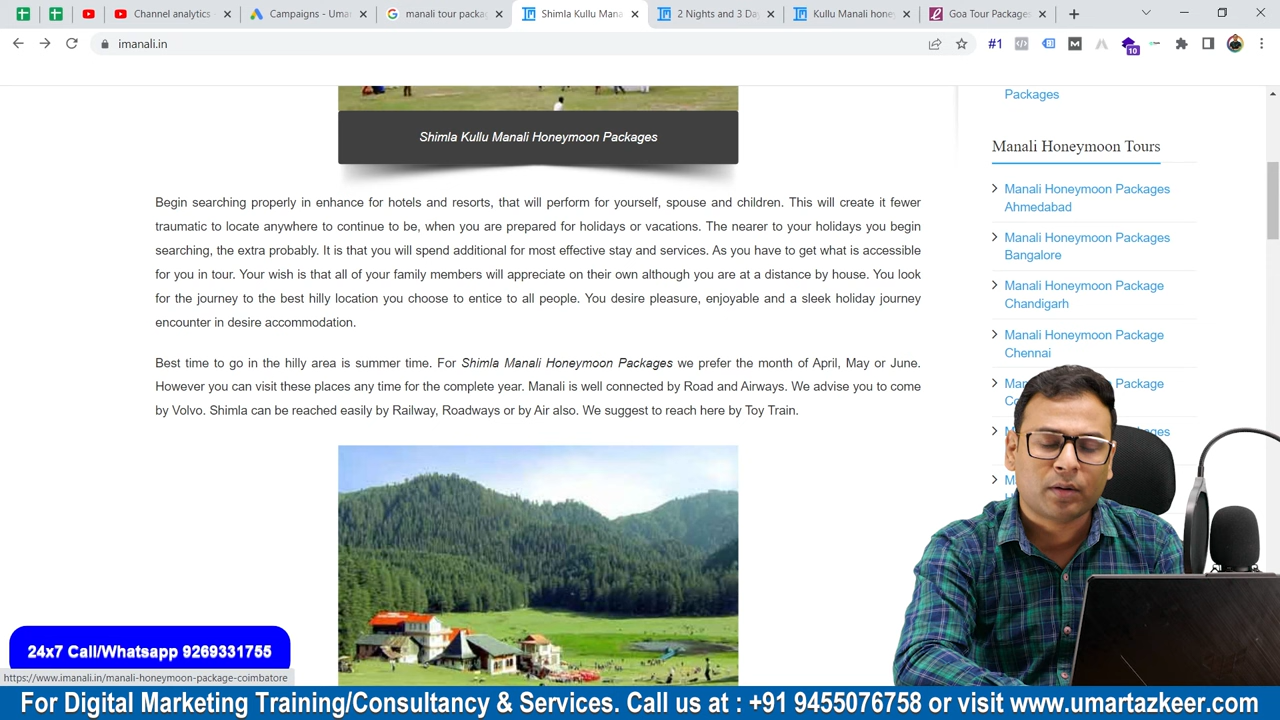 Channel analytics
Campaigns - Umar
manali tour packag
Shimla Kullu Mana
2 Nights and 3 Day
Kullu Manali hone
Goa Tour Packages
imanali.in
#1
M
10
Packages
Shimla Kullu Manali Honeymoon Packages
Manali Honeymoon Tours
Begin searching properly in enhance for hotels and resorts, that will perform for yourself, spouse and children. This will create it fewer
traumatic to locate anywhere to continue to be, when you are prepared for holidays or vacations. The nearer to your holidays you begin
searching, the extra probably. It is that you will spend additional for most effective stay and services. As you have to get what is accessible
for you in tour. Your wish is that all of your family members will appreciate on their own although you are at a distance by house. You look
for the journey to the best hilly location you choose to entice to all people. You desire pleasure, enjoyable and a sleek holiday journey
encounter in desire accommodation.
Best time to go in the hilly area is summer time. For Shimla Manali Honeymoon Packages we prefer the month of April, May or June.
However you can visit these places any time for the complete year. Manali is well connected by Road and Airways. We advise you to come
by Volvo. Shimla can be reached easily by Railway, Roadways or by Air also. We suggest to reach here by Toy Train.
Manali Honeymoon Packages
Ahmedabad
Manali Honeymoon Packages
Bangalore
Manali Honeymoon Package
Chandigarh
Manali Honeymoon Package
Chennai
Package
24x7 Call/Whatsapp 9269331755
https://www.imanali.in/manali-honeymoon-package-coimbatore
For Digital Marketing Training/Consultancy & Services. Call us at : +91 9455076758 or visit www.umartazkeer.com